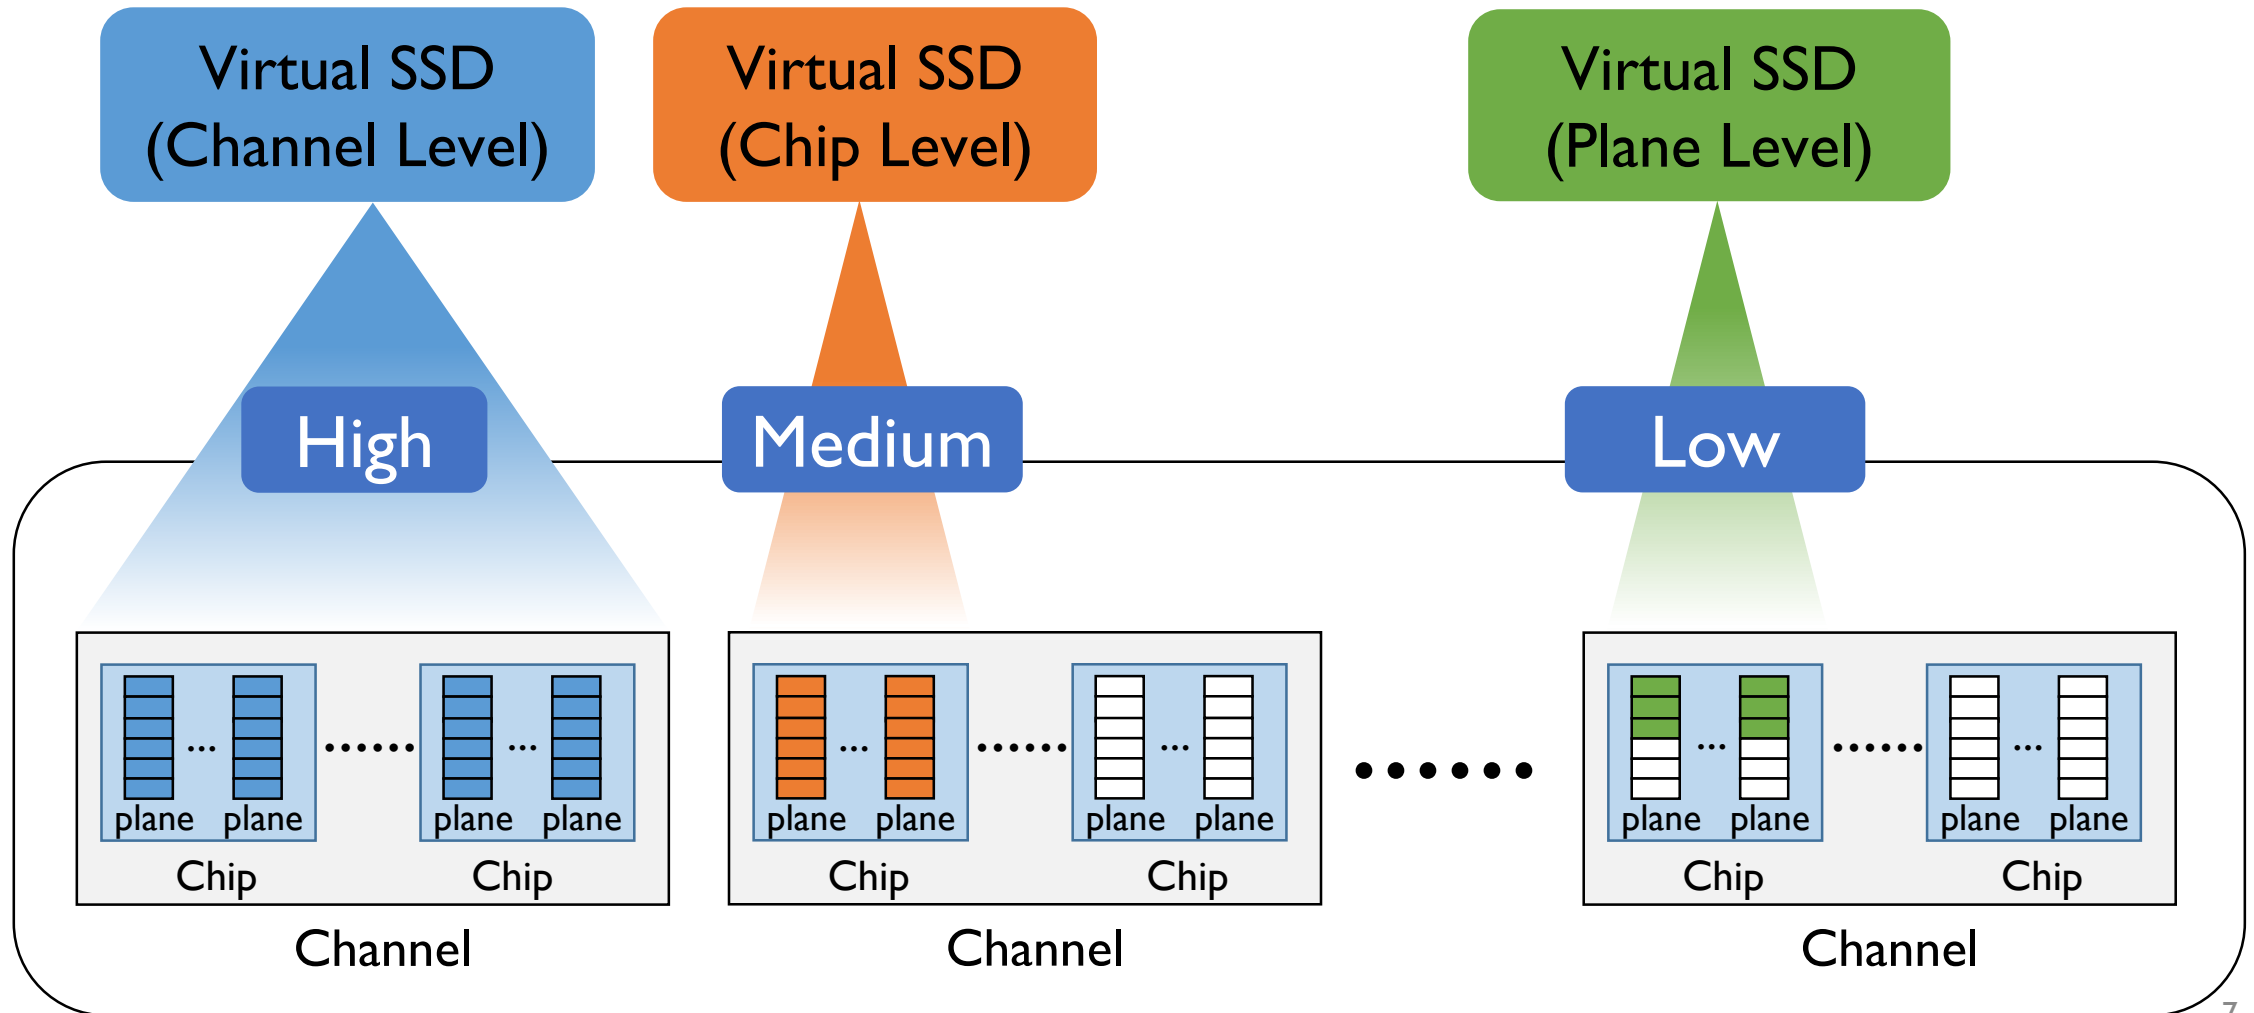 Virtual SSD
(Channel Level)
Virtual SSD
(Chip Level)
Virtual SSD
(Plane Level)
High
Medium
Low
... ... ... ... ... ...
plane plane plane plane plane plane plane plane plane plane plane plane
Chip Chip Chip Chip Chip Chip
Channel Channel Channel
7